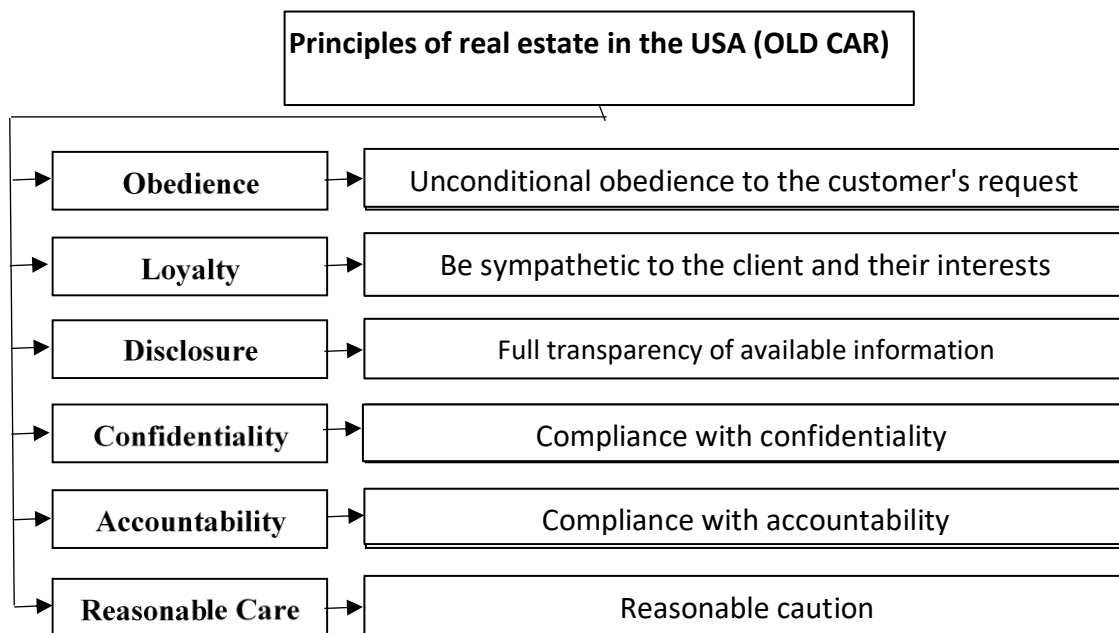 Principles of real estate in the USA (OLD CAR)
Obedience
Unconditional obedience to the customer's request
Loyalty
Be sympathetic to the client and their interests
Disclosure
Full transparency of available information
Confidentiality
Compliance with confidentiality
Accountability
Compliance with accountability
Reasonable Care
Reasonable caution